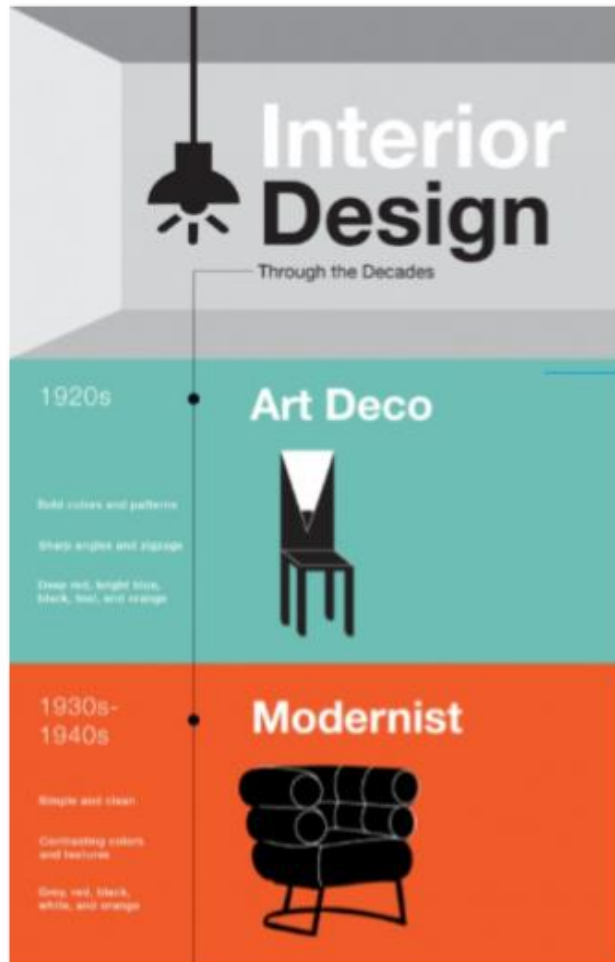 Interior
Design
Through the Decades
1920s
Art Deco
Bold colors and patterns
Sharp angles and zigzags
Deep red, bright blue,
black, teal, and orange
1930s-
1940s
Modernist
Simple and clean
Contrasting colors
and textures
Grey, red, black,
white, and orange